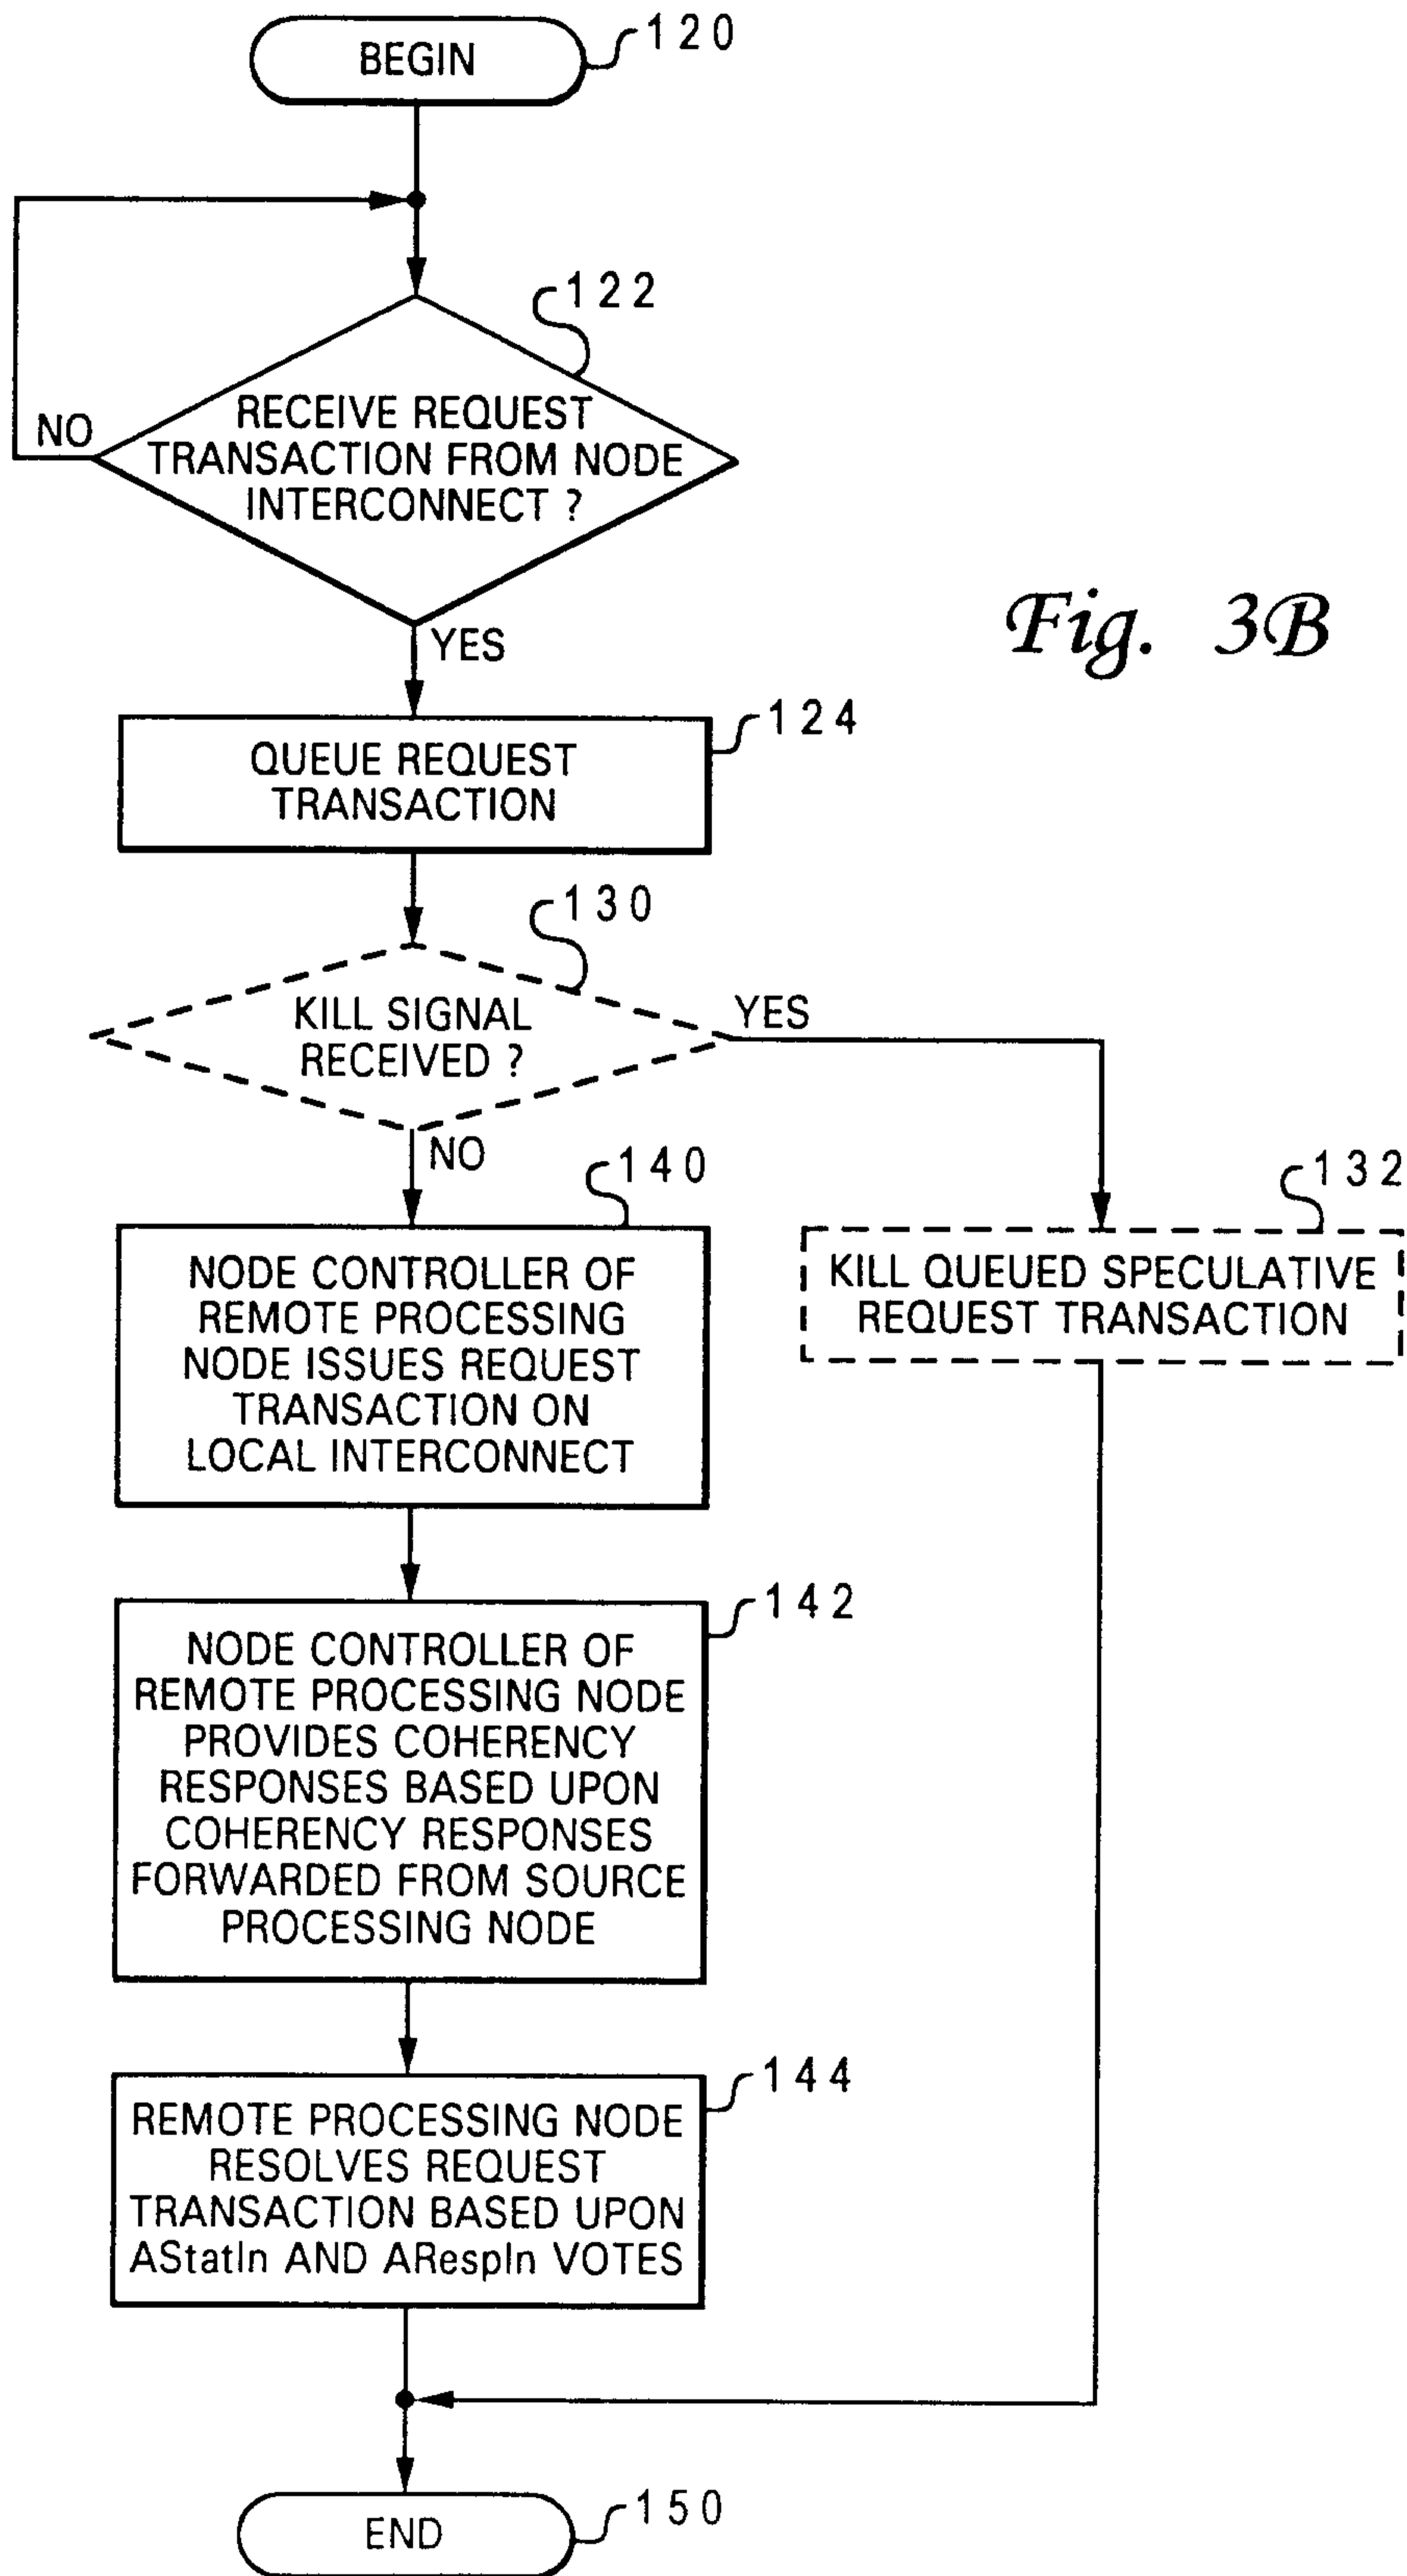 BEGIN
120
122
RECEIVE REQUEST
TRANSACTION FROM NODE
INTERCONNECT ?
NO
YES
Fig. 3B
124
QUEUE REQUEST
TRANSACTION
130
KILL SIGNAL
RECEIVED ?
YES
NO
140
NODE CONTROLLER OF
REMOTE PROCESSING
NODE ISSUES REQUEST
TRANSACTION ON
LOCAL INTERCONNECT
132
KILL QUEUED SPECULATIVE
REQUEST TRANSACTION
142
NODE CONTROLLER OF
REMOTE PROCESSING NODE
PROVIDES COHERENCY
RESPONSES BASED UPON
COHERENCY RESPONSES
FORWARDED FROM SOURCE
PROCESSING NODE
144
REMOTE PROCESSING NODE
RESOLVES REQUEST
TRANSACTION BASED UPON
AStatIn AND ARespIn VOTES
END
150